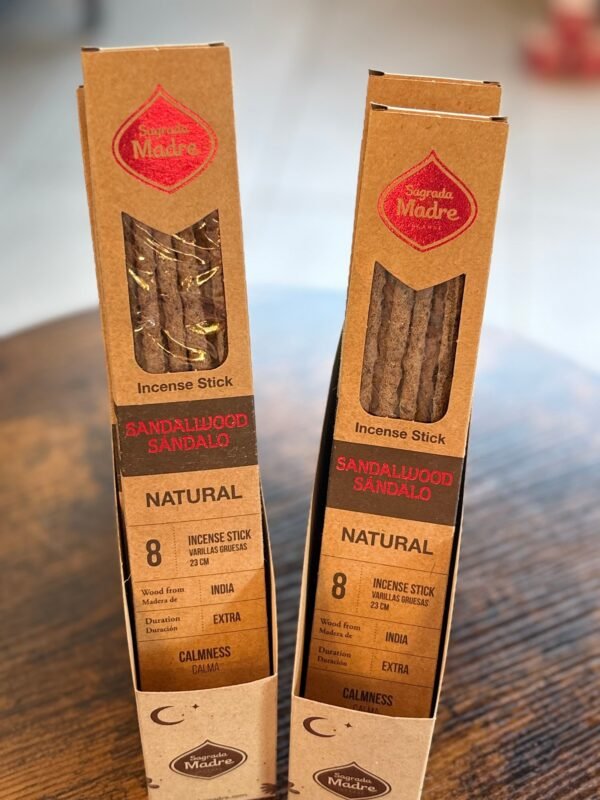 Sagrada
Madre
Incense Stick
SANDALWOOD
SÁNDALO
NATURAL
8
INCENSE STICK
VARILLAS GRUESAS
23 CM
Wood from
Madera de
INDIA
Duration
Duración
EXTRA
CALMNESS
CALMA
Sagrada
Madre
Sagrada
Madre
Incense Stick
SANDALWOOD
SÁNDALO
NATURAL
8
INCENSE STICK
VARILLAS GRUESAS
23 CM
Wood from
Madera de
INDIA
Duration
Duración
EXTRA
CALMNESS
CALMA
Sagrada
Madre